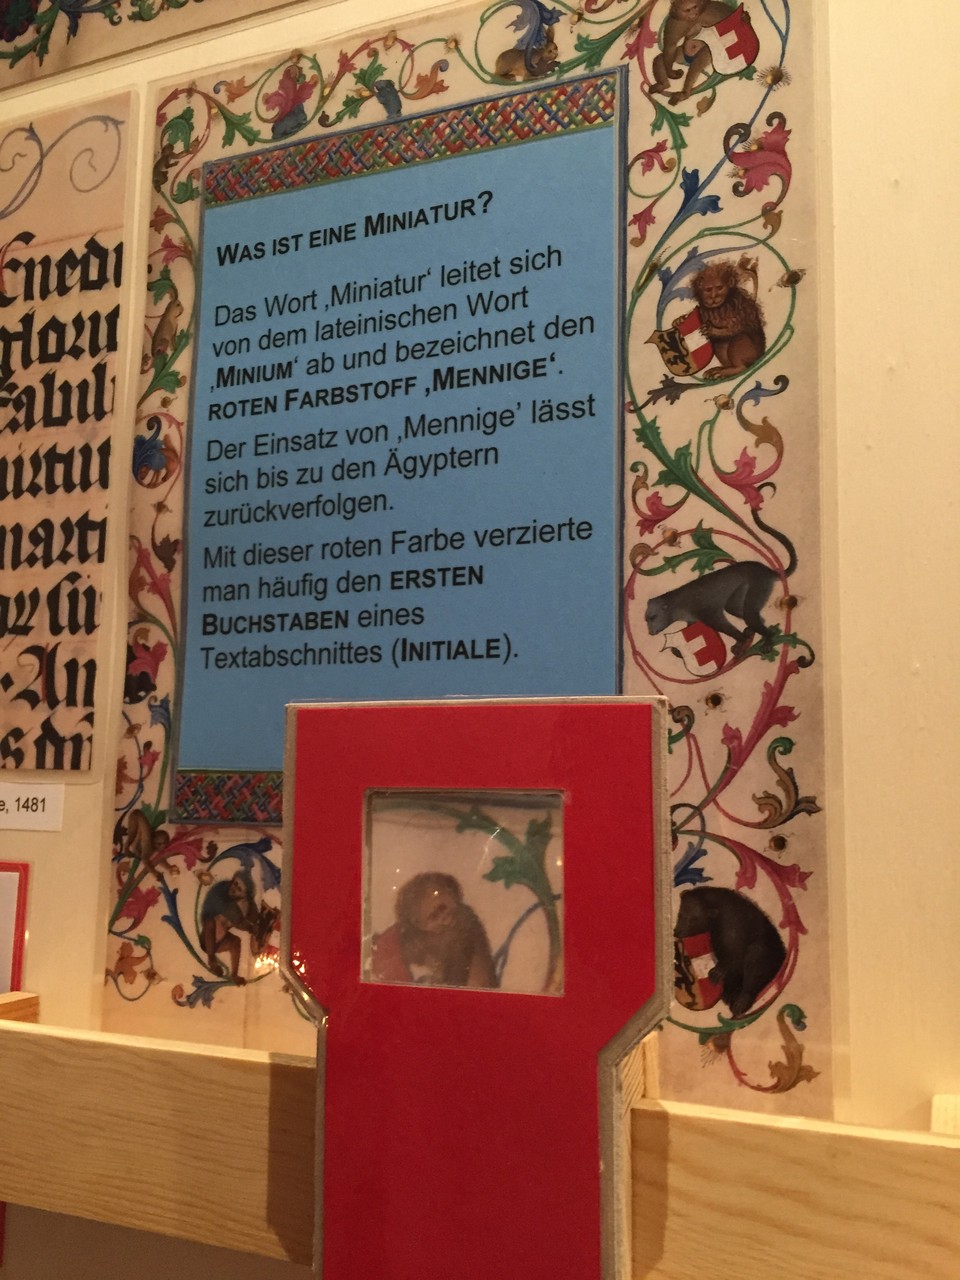 WAS IST EINE MINIATUR?
Das Wort ‚Miniatur‘ leitet sich
von dem lateinischen Wort
‚MINIUM‘ ab und bezeichnet den
ROTEN FARBSTOFF ‚MENNIGE‘.
Der Einsatz von ‚Mennige’ lässt
sich bis zu den Ägyptern
zurückverfolgen.
Mit dieser roten Farbe verzierte
man häufig den ERSTEN
BUCHSTABEN eines
Textabschnittes (INITIALE).
e, 1481